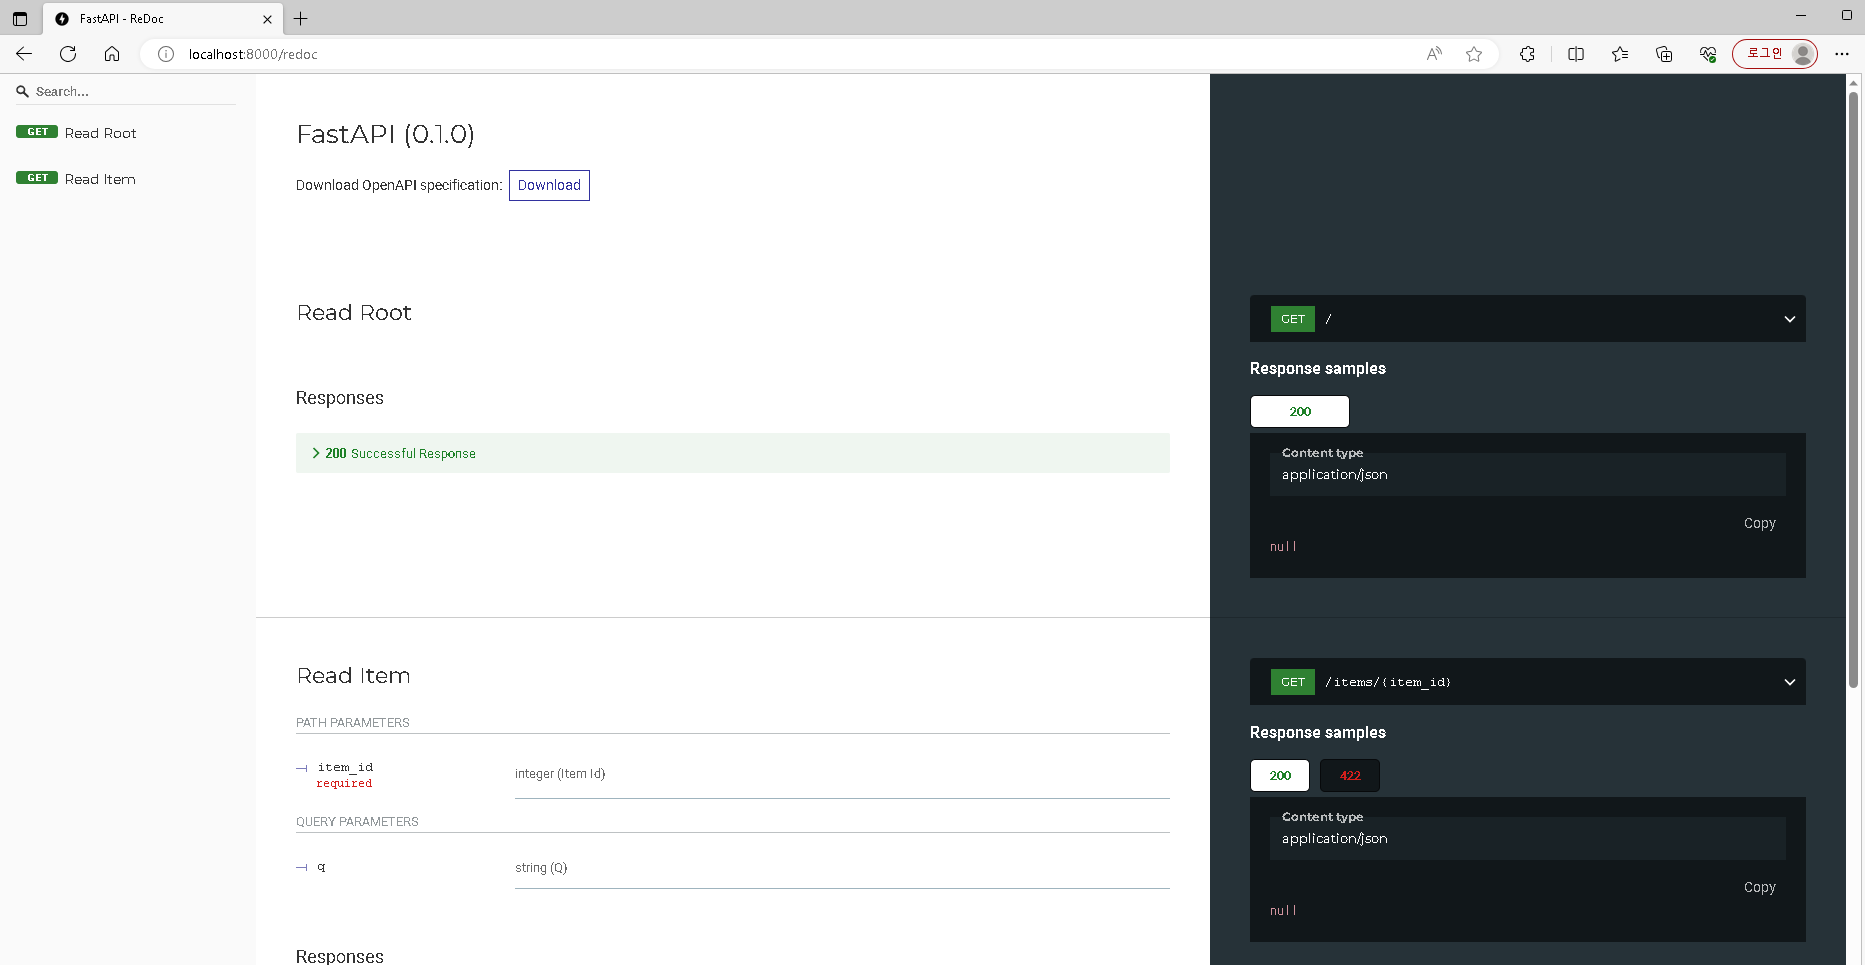 FastAPI - ReDoc
localhost:8000/redoc
로그인
Search...
GET Read Root
GET Read Item
FastAPI (0.1.0)
Download OpenAPI specification: Download
Read Root
Responses
200 Successful Response
GET /
Response samples
200
Content type
application/json
Copy
null
Read Item
PATH PARAMETERS
item_id
required
integer (Item Id)
QUERY PARAMETERS
q
string (Q)
Responses
GET /items/{item_id}
Response samples
200 422
Content type
application/json
Copy
null